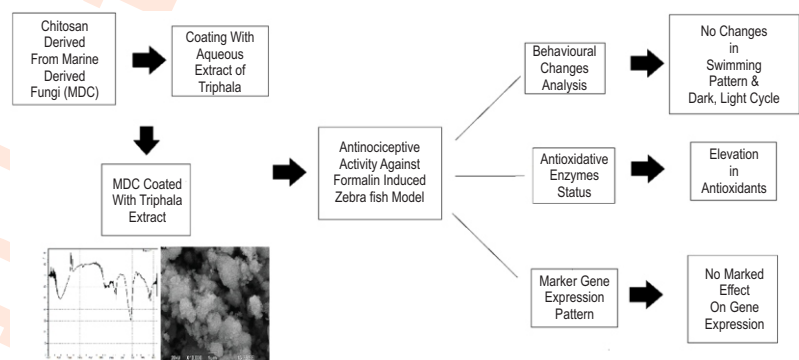 Chitosan
Derived
From Marine
Derived
Fungi (MDC)
Coating With
Aqueous
Extract of
Triphala
MDC Coated
With Triphala
Extract
Antinociceptive
Activity Against
Formalin Induced
Zebra fish Model
Behavioural
Changes
Analysis
No Changes
in
Swimming
Pattern &
Dark, Light Cycle
Antioxidative
Enzymes
Status
Elevation
in
Antioxidants
Marker Gene
Expression
Pattern
No Marked
Effect
On Gene
Expression